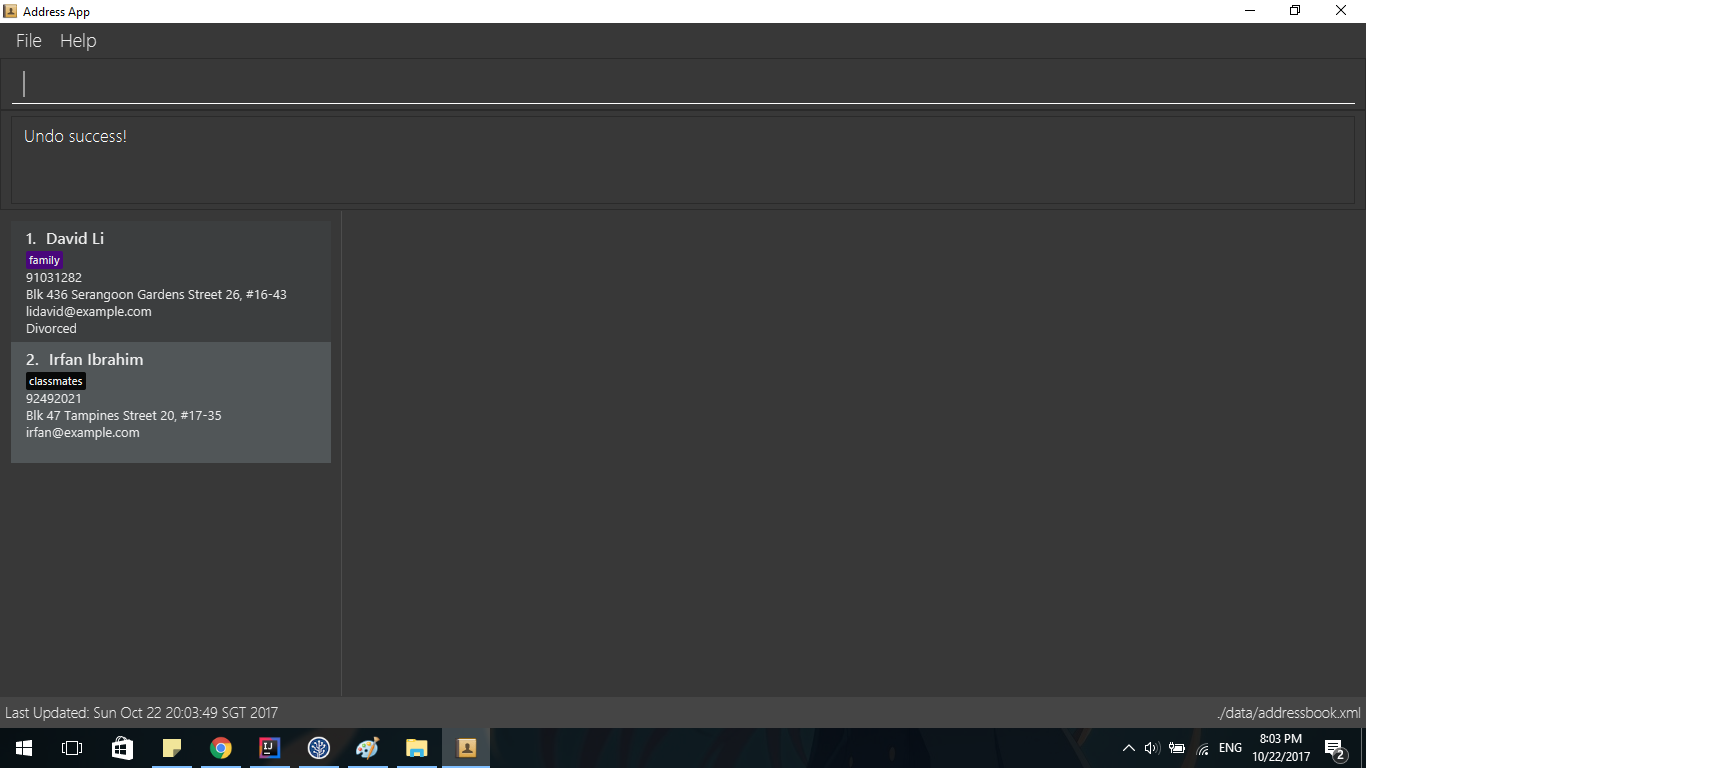 Address App
File Help
Undo success!
1. David Li
family
91031282
Blk 436 Serangoon Gardens Street 26, #16-43
lidavid@example.com
Divorced
2. Irfan Ibrahim
classmates
92492021
Blk 47 Tampines Street 20, #17-35
irfan@example.com
Last Updated: Sun Oct 22 20:03:49 SGT 2017
./data/addressbook.xml
IJ
ENG
8:03 PM
10/22/2017
2